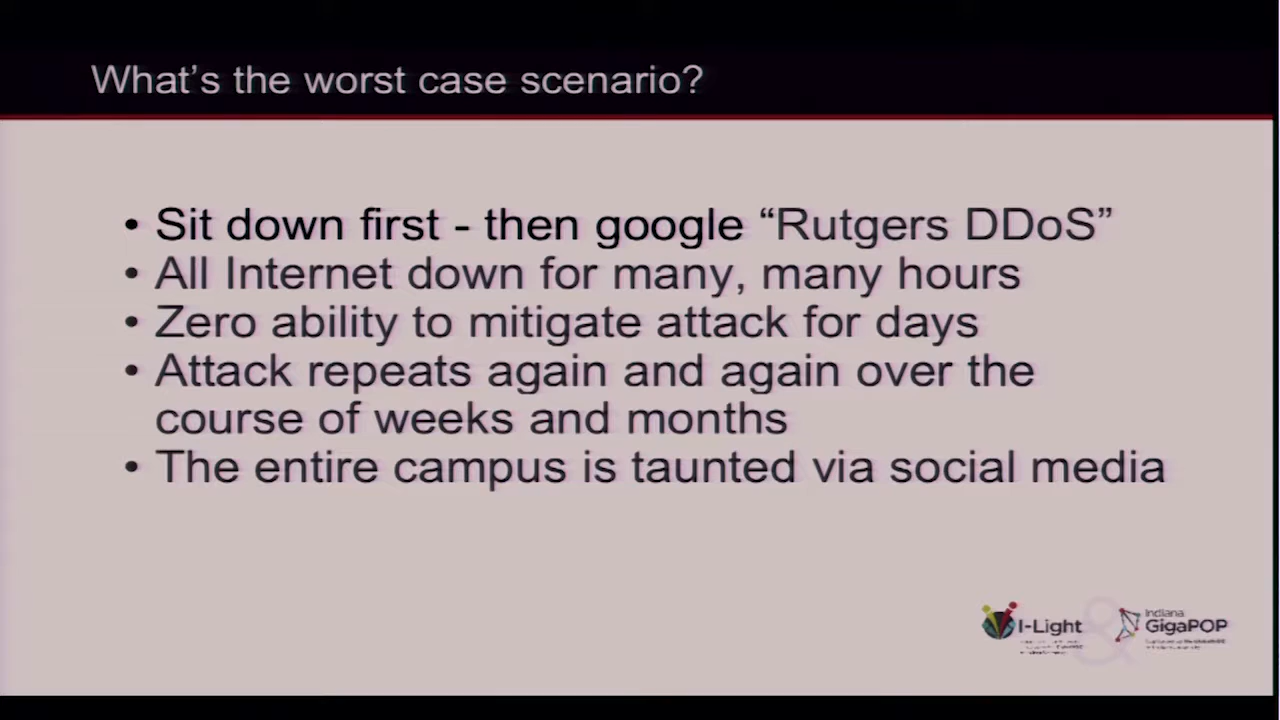 What's the worst case scenario?
• Sit down first - then google “Rutgers DDoS”
• All Internet down for many, many hours
• Zero ability to mitigate attack for days
• Attack repeats again and again over the
course of weeks and months
• The entire campus is taunted via social media
I-Light & Indiana
GigaPOP